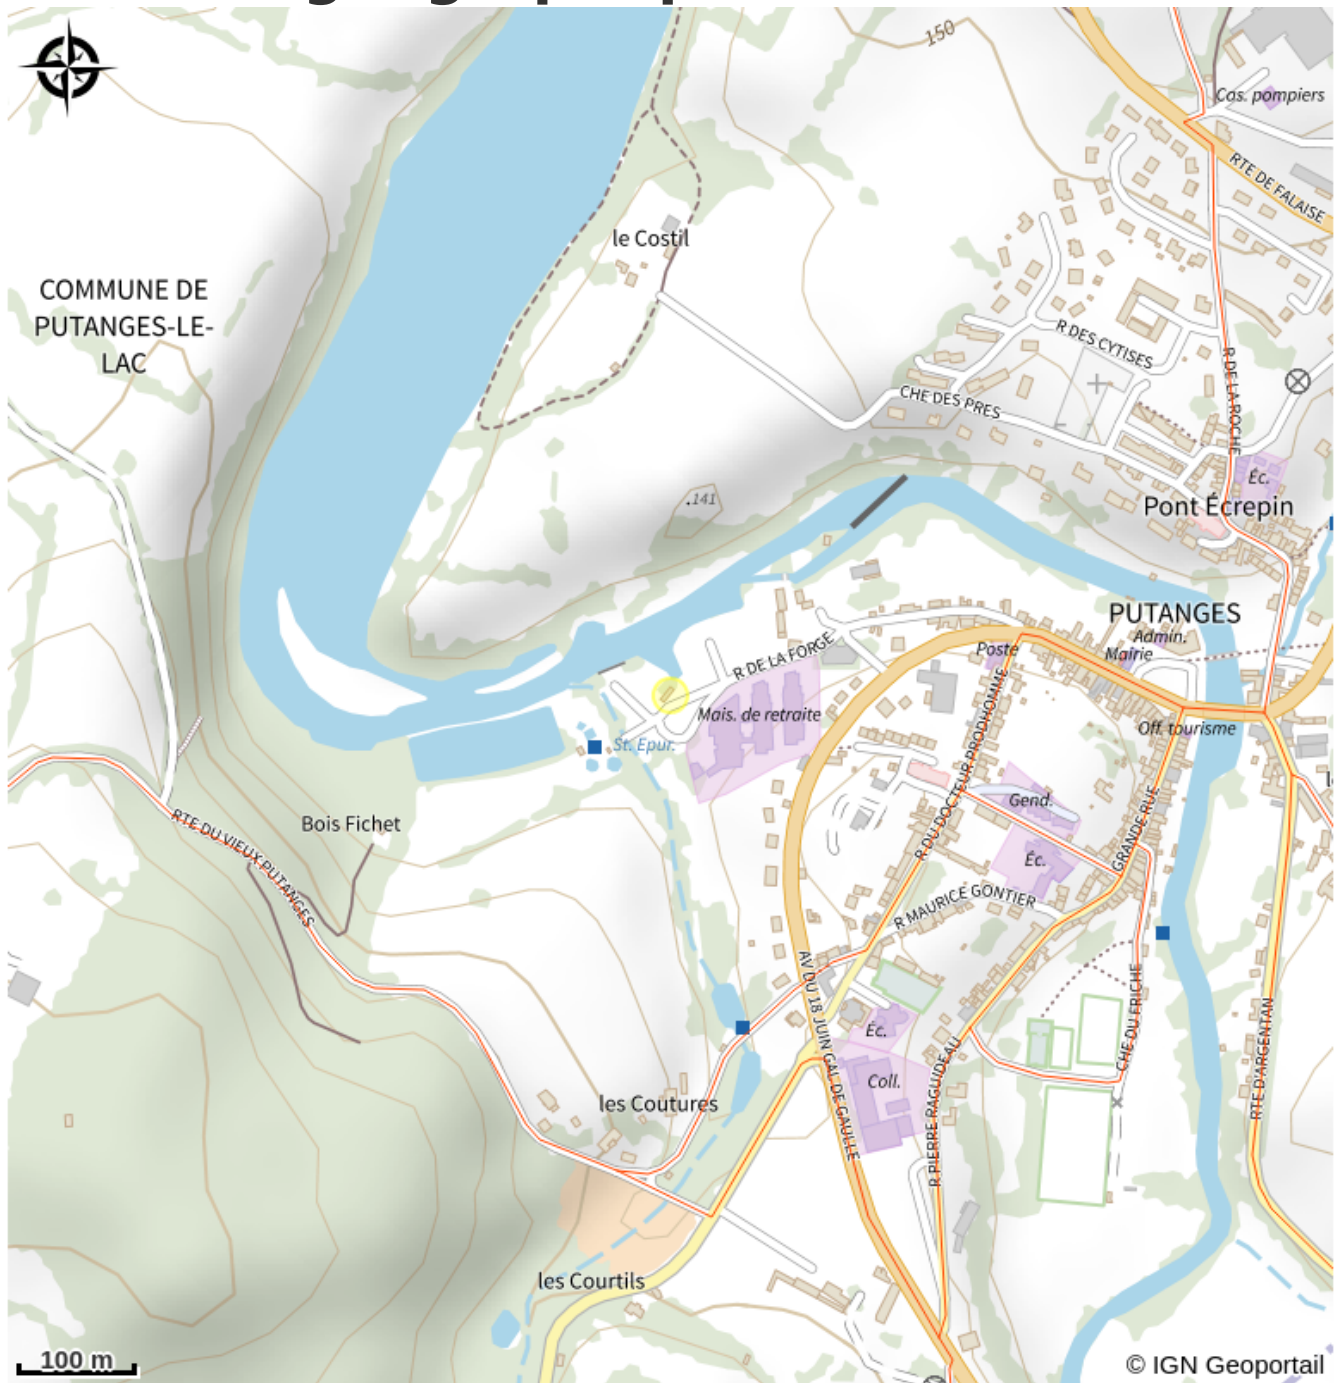 150
Cas. pompiers
RTE DE FALAISE
le Costil
COMMUNE DE
PUTANGES-LE-
LAC
R DES CYTISES
R DE LA ROCHE
CHE DES PRES
Éc.
141
Pont Écrepin
PUTANGES
Admin.
Mairie
Poste
R DE LA FORGE
Mais. de retraite
Off. tourisme
St. Epur.
R DU DOCTEUR PRODHOMME
Gend.
GRANDE RUE
Bois Fichet
RTE DU VIEUX PUTANGES
Éc.
R MAURICE GONTIER
AV DU 18 JUIN GAL DE GAULLE
CHE DU FRICHE
RTE D'ARGENTAN
Éc.
Coll.
R PIERRE RAGUIDEAU
les Coutures
les Courtils
100 m
© IGN Geoportail